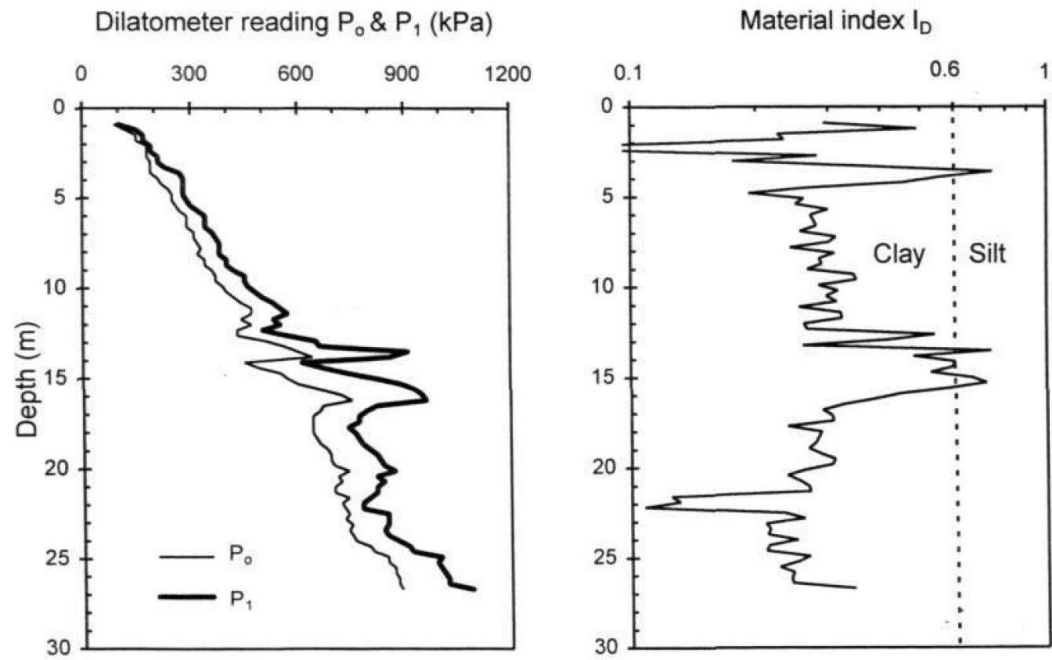 Dilatometer reading Po & P1 (kPa)
0 300 600 900 1200
0
5
10
15
20
25
30
Depth (m)
Po
P1
Material index ID
0.1 0.6 1
0
5
10
15
20
25
30
Clay Silt